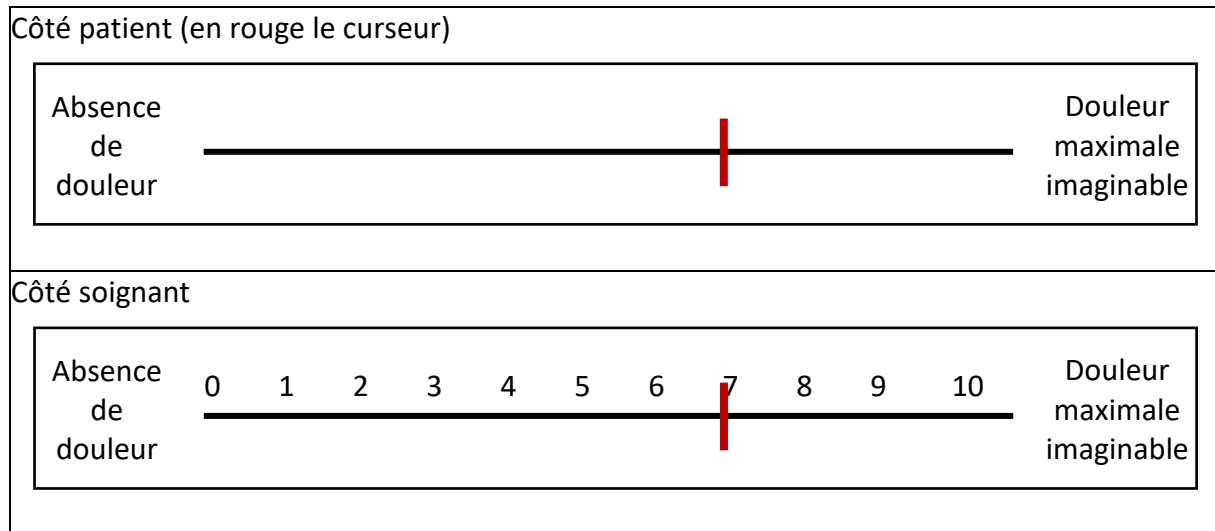 Côté patient (en rouge le curseur)
Absence
de
douleur
Douleur
maximale
imaginable
Côté soignant
Absence
de
douleur
0 1 2 3 4 5 6 7 8 9 10
Douleur
maximale
imaginable